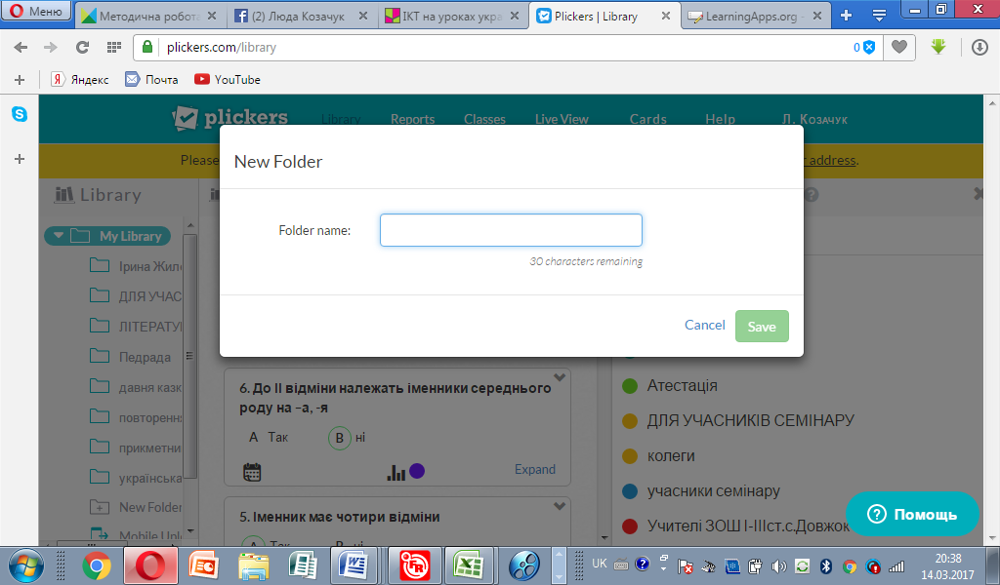 Меню
Методична робота
(2) Люда Козачук
ІКТ на уроках укра
Plickers | Library
LearningApps.org -
plickers.com/library
0
Яндекс
Почта
YouTube
plickers
Library
Reports
Classes
Live View
Cards
Help
Л. Козачук
Please
address.
Library
New Folder
My Library
Folder name:
30 characters remaining
Cancel
Save
Ірина Жил
ДЛЯ УЧАС
ЛІТЕРАТУ
Педрада
давня казк
повторенн
прикметни
українська
New Folder
Mobile Upl
6. До ІІ відміни належать іменники середнього
роду на –а, -я
A Так
B ні
Expand
5. Іменник має чотири відміни
A Так
B ні
Атестація
ДЛЯ УЧАСНИКІВ СЕМІНАРУ
колеги
учасники семінару
Учителі ЗОШ І-ІІІст.с.Довжок
Помощь
UK
20:38
14.03.2017